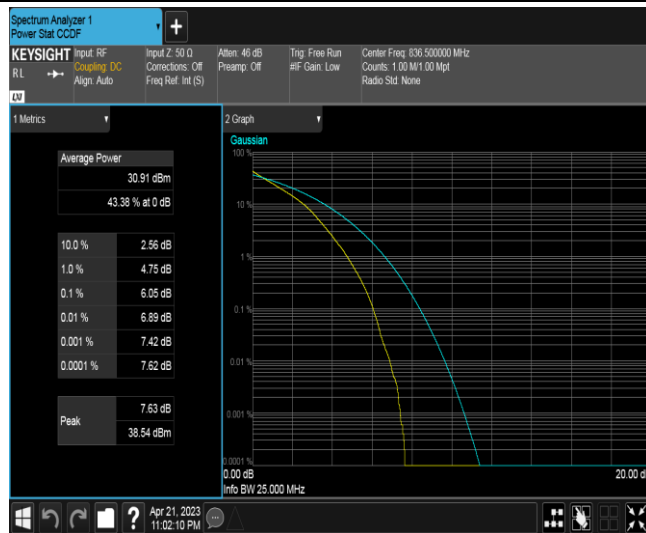 Spectrum Analyzer 1
Power Stat CCDF
+
KEYSIGHT
RL
Input: RF
Coupling: DC
Align: Auto
Input Z: 50 Ω
Corrections: Off
Freq Ref: Int (S)
Atten: 46 dB
Preamp: Off
Trig: Free Run
#IF Gain: Low
Center Freq: 836.500000 MHz
Counts: 1.00 M/1.00 Mpt
Radio Std: None
1 Metrics
Average Power
30.91 dBm
43.38 % at 0 dB
10.0 % 2.56 dB
1.0 % 4.75 dB
0.1 % 6.05 dB
0.01 % 6.89 dB
0.001 % 7.42 dB
0.0001 % 7.62 dB
Peak
7.63 dB
38.54 dBm
2 Graph
Gaussian
100 %
10 %
1 %
0.1 %
0.01 %
0.001 %
0.0001 %
0.00 dB
20.00 d
Info BW 25.000 MHz
?
Apr 21, 2023
11:02:10 PM